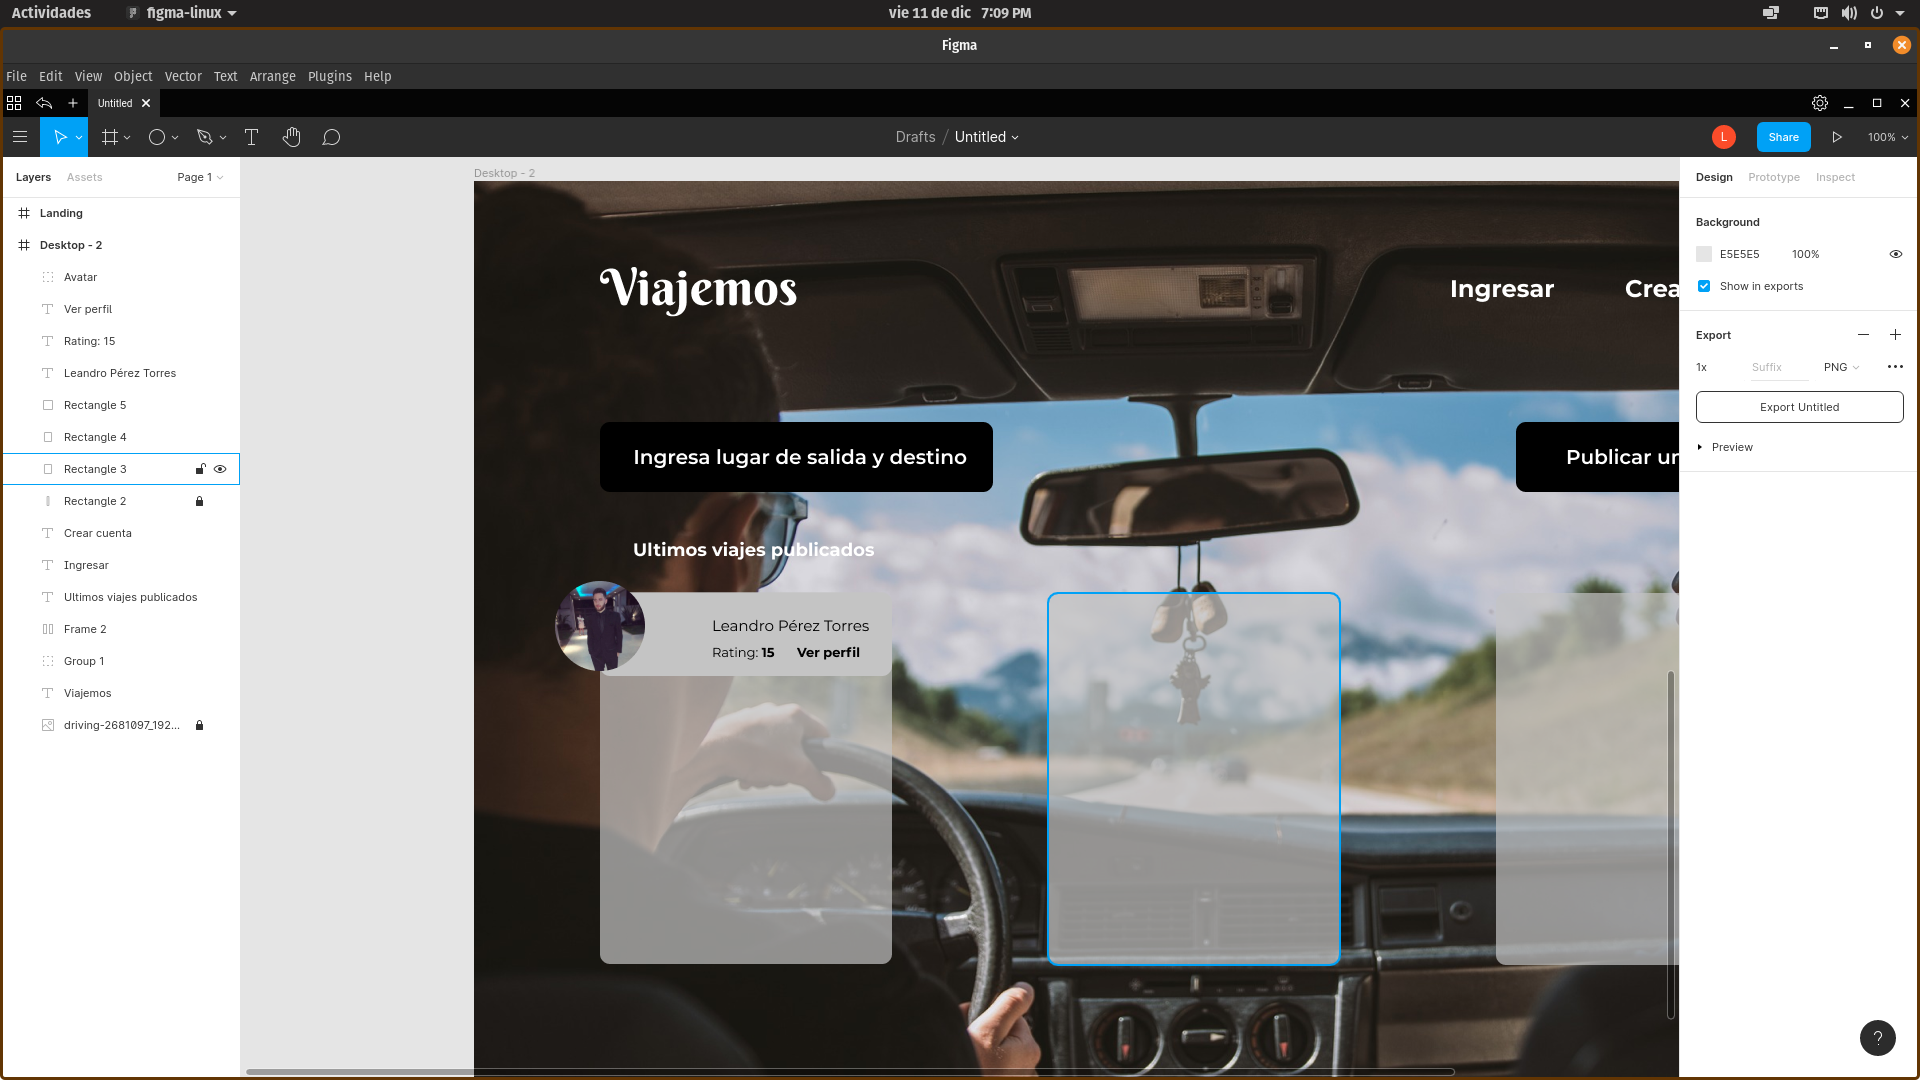 Actividades figma-linux vie 11 de dic 7:09 PM
Figma
File Edit View Object Vector Text Arrange Plugins Help
Untitled
Drafts / Untitled L Share 100%
Layers Assets Page 1
Landing
Desktop - 2
Avatar
Ver perfil
Rating: 15
Leandro Pérez Torres
Rectangle 5
Rectangle 4
Rectangle 3
Rectangle 2
Crear cuenta
Ingresar
Ultimos viajes publicados
Frame 2
Group 1
Viajemos
driving-2681097_192...
Desktop - 2
Viajemos
Ingresar Crea
Ingresa lugar de salida y destino
Publicar un
Ultimos viajes publicados
Leandro Pérez Torres
Rating: 15 Ver perfil
Design Prototype Inspect
Background
E5E5E5 100%
Show in exports
Export
1x Suffix PNG
Export Untitled
Preview
?